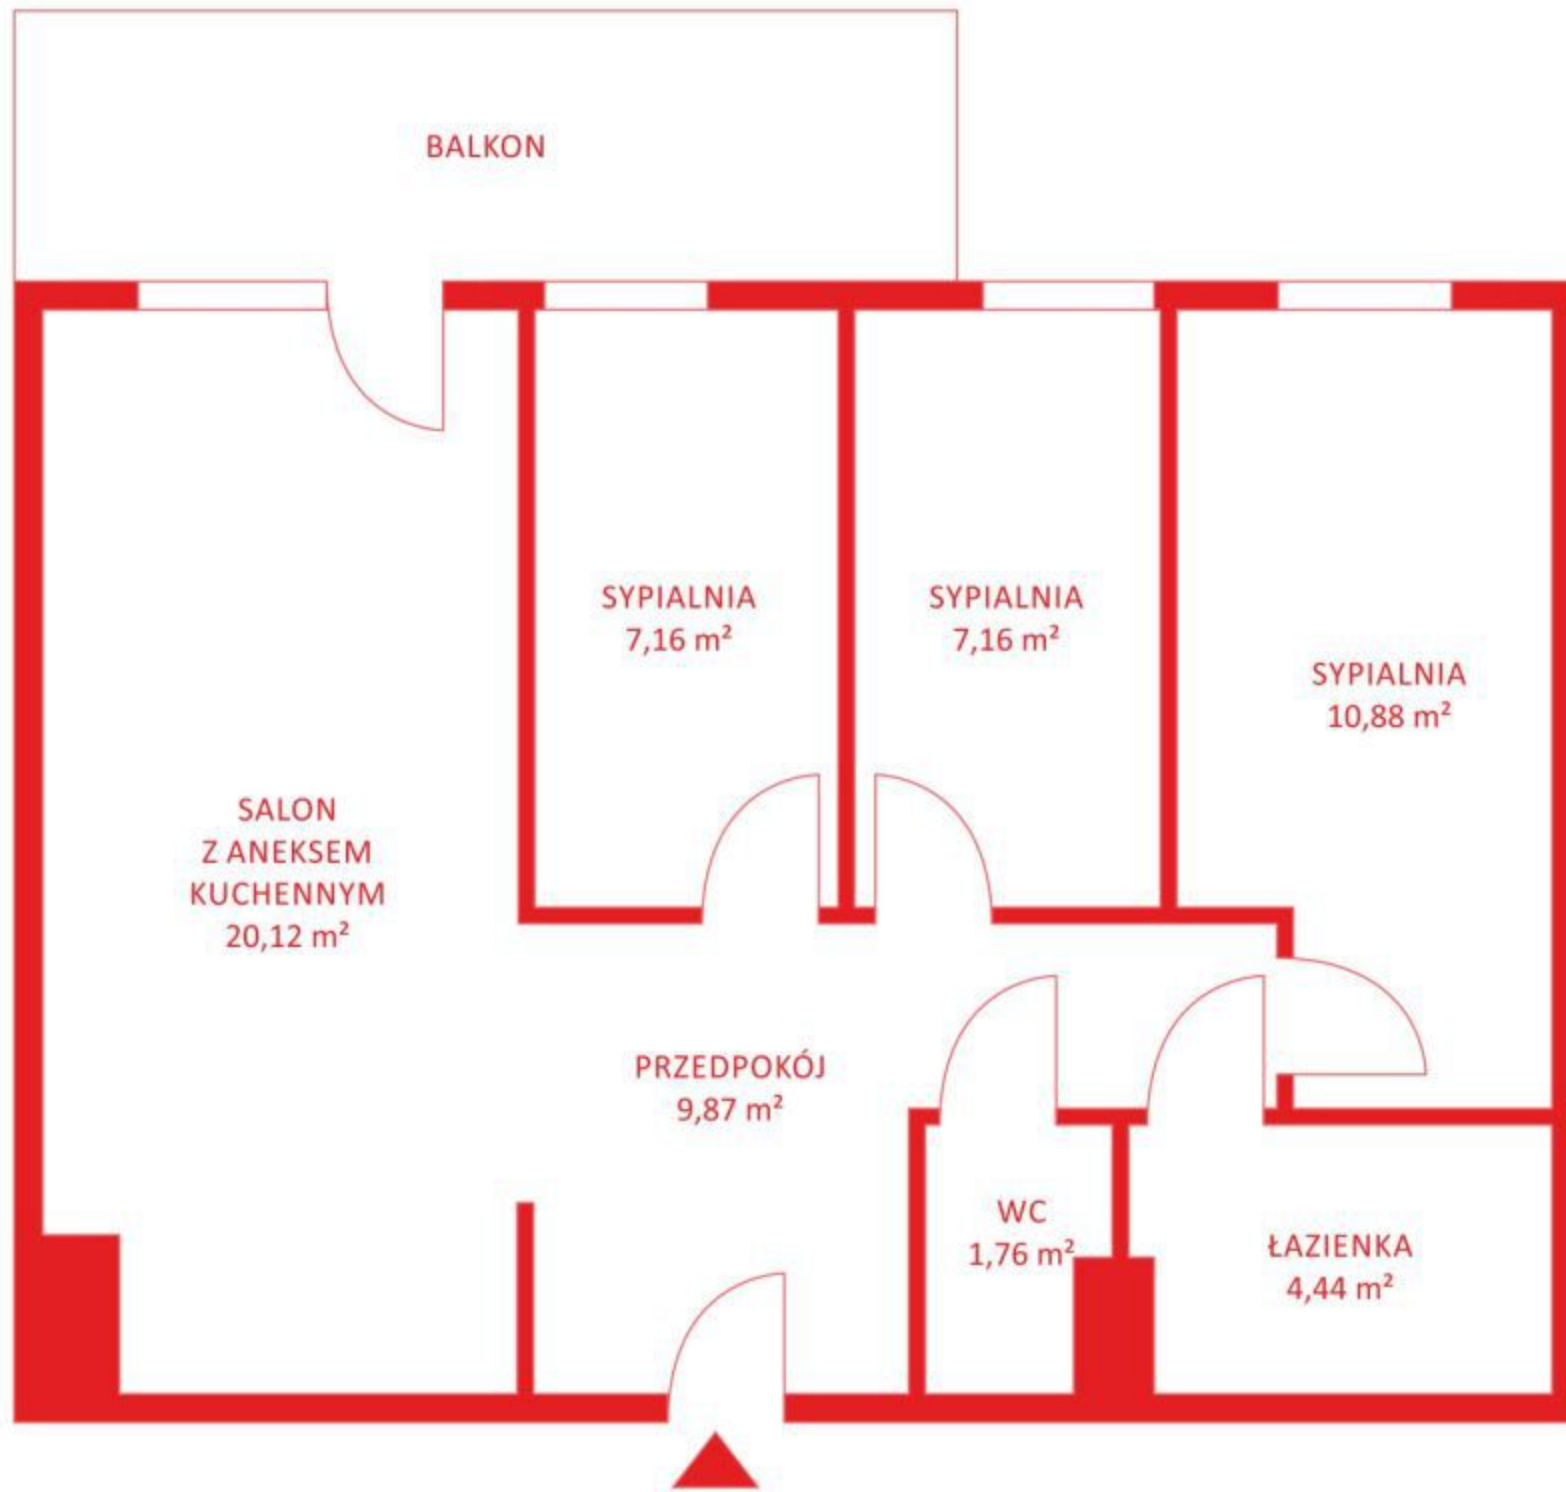 BALKON
SYPIALNIA
7,16 m²
SYPIALNIA
7,16 m²
SYPIALNIA
10,88 m²
SALON
Z ANEKSEM
KUCHENNYM
20,12 m²
PRZEDPOKÓJ
9,87 m²
WC
1,76 m²
ŁAZIENKA
4,44 m²